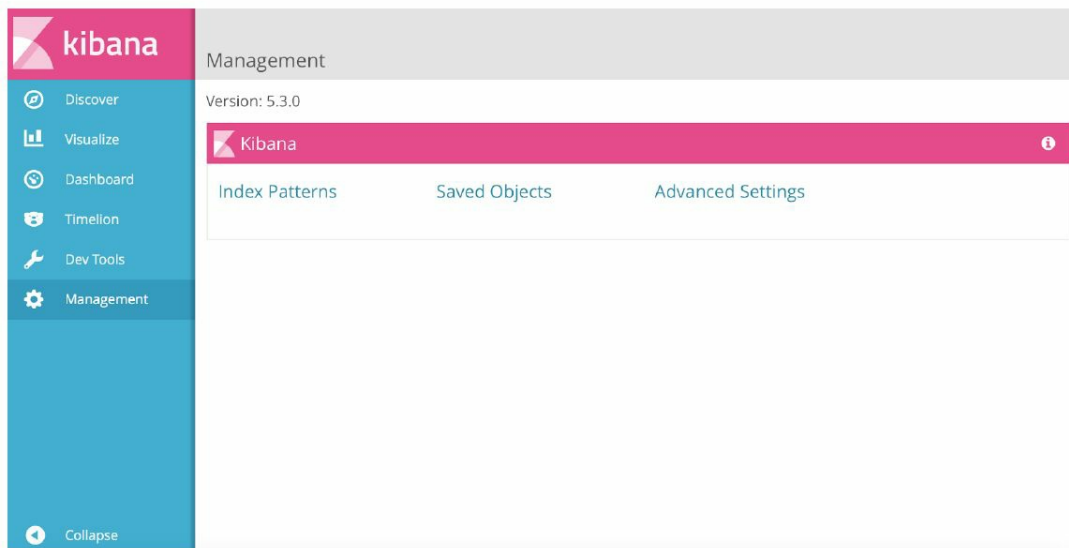 kibana
Discover
Visualize
Dashboard
Timelion
Dev Tools
Management
Collapse
Management
Version: 5.3.0
Kibana
Index Patterns Saved Objects Advanced Settings